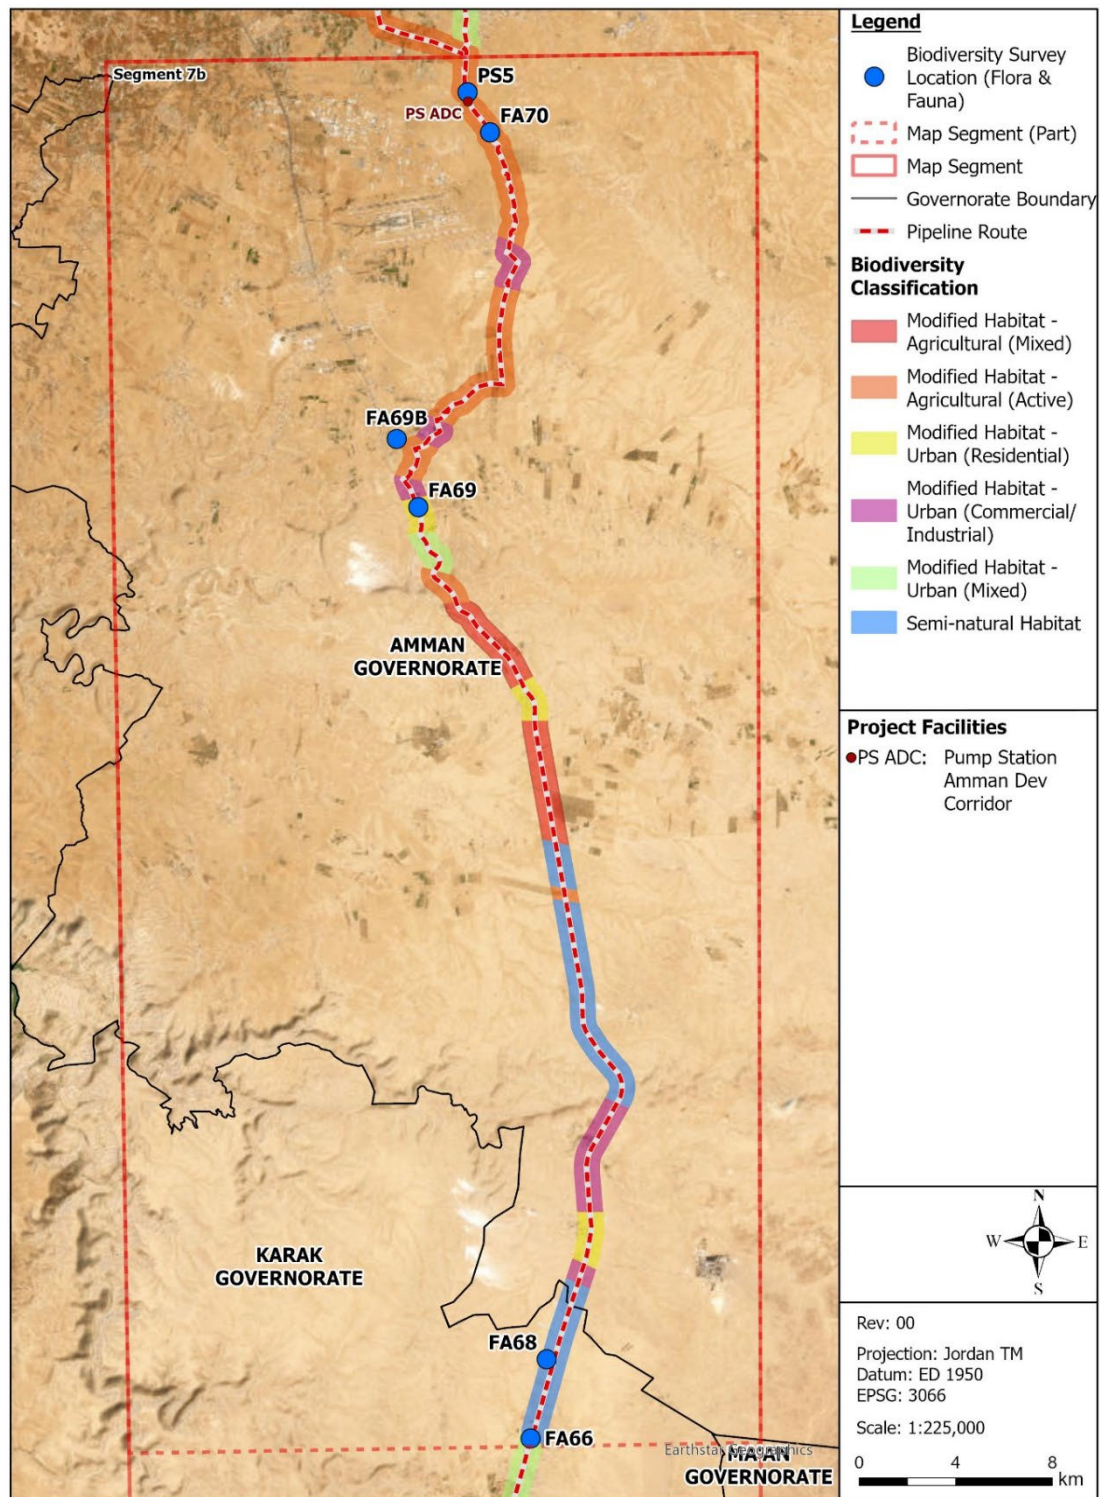 Segment 7b
PS5
PS ADC
FA70
FA69B
FA69
AMMAN
GOVERNORATE
KARAK
GOVERNORATE
FA68
FA66
Earthstar Geographics
MA'AN
GOVERNORATE
Legend
Biodiversity Survey
Location (Flora &
Fauna)
Map Segment (Part)
Map Segment
Governorate Boundary
Pipeline Route
Biodiversity
Classification
Modified Habitat -
Agricultural (Mixed)
Modified Habitat -
Agricultural (Active)
Modified Habitat -
Urban (Residential)
Modified Habitat -
Urban (Commercial/
Industrial)
Modified Habitat -
Urban (Mixed)
Semi-natural Habitat
Project Facilities
PS ADC: Pump Station
Amman Dev
Corridor
N
W E
S
Rev: 00
Projection: Jordan TM
Datum: ED 1950
EPSG: 3066
Scale: 1:225,000
0 4 8
km